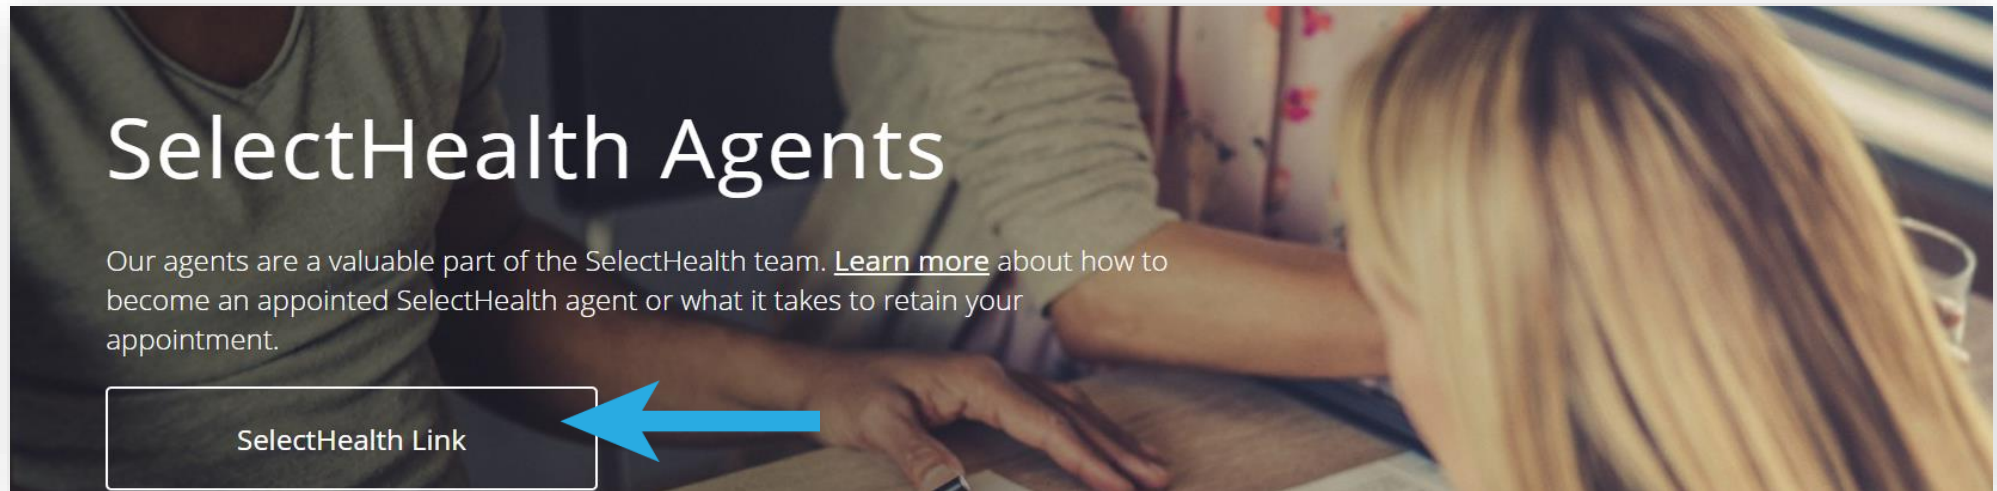 SelectHealth Agents
Our agents are a valuable part of the SelectHealth team. Learn more about how to
become an appointed SelectHealth agent or what it takes to retain your
appointment.
SelectHealth Link